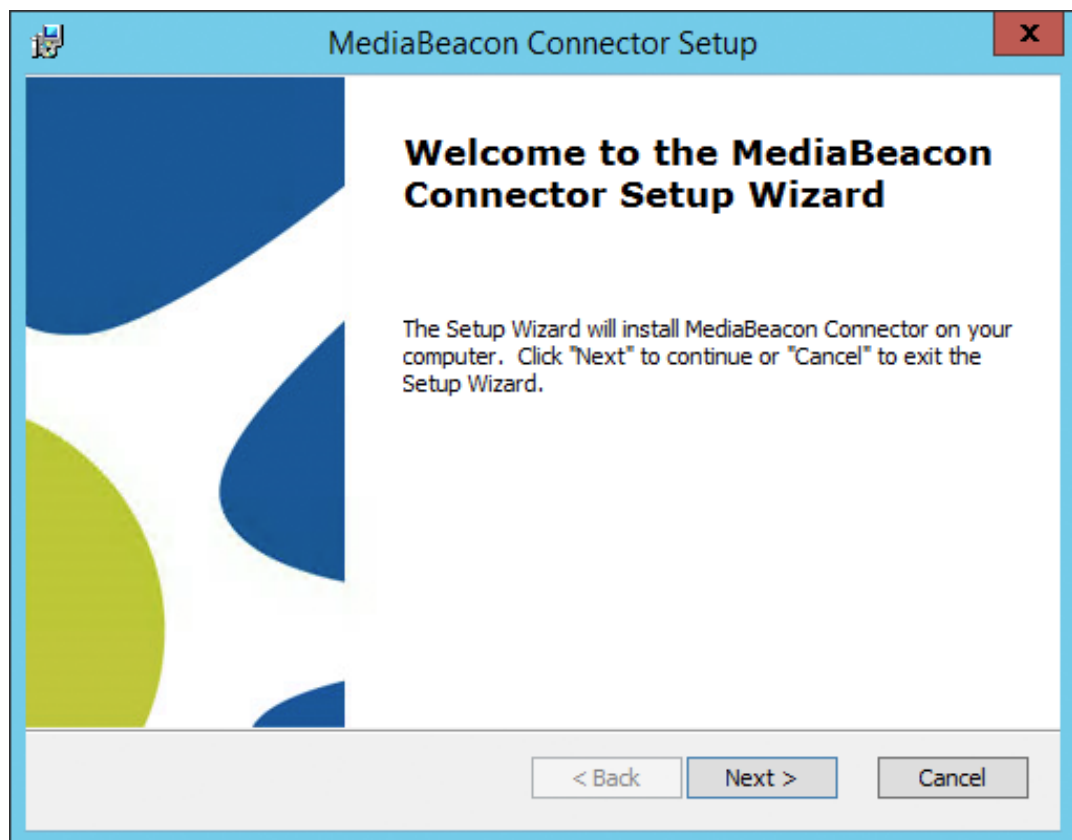 MediaBeacon Connector Setup
x
Welcome to the MediaBeacon
Connector Setup Wizard
The Setup Wizard will install MediaBeacon Connector on your
computer.  Click "Next" to continue or "Cancel" to exit the
Setup Wizard.
< Back Next > Cancel